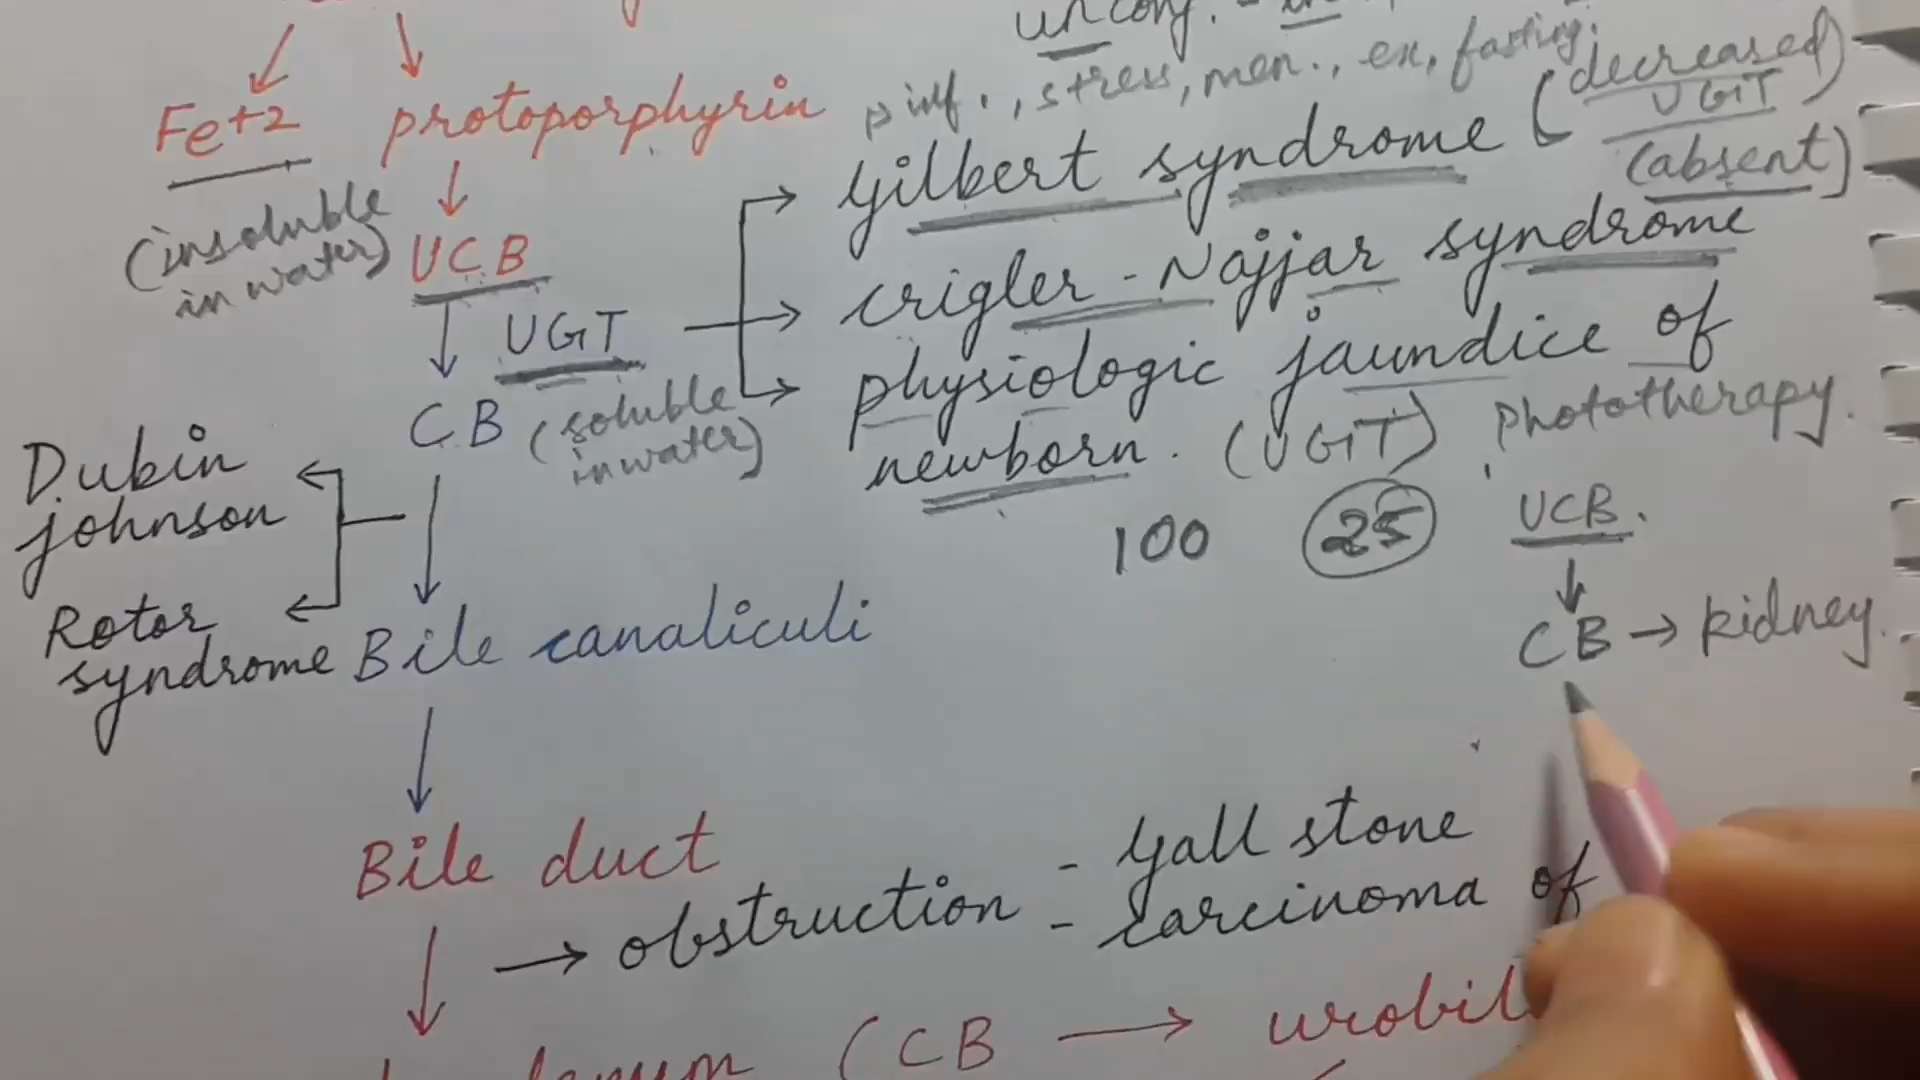 unconj. -
inf., stress, men., ex, fasting.
Fe+2 protoporphyrin
Gilbert syndrome (decreased UGT)
(insoluble in water)
UCB
(absent)
crigler - Najjar syndrome
UGT
physiologic jaundice of
newborn. (UGT) Phototherapy.
CB (soluble in water)
100 25
UCB.
CB → kidney.
Dubin
johnson
Rotor
syndrome
Bile canaliculi
Bile duct
→ obstruction - Gall stone
- carcinoma of
(CB → urobil